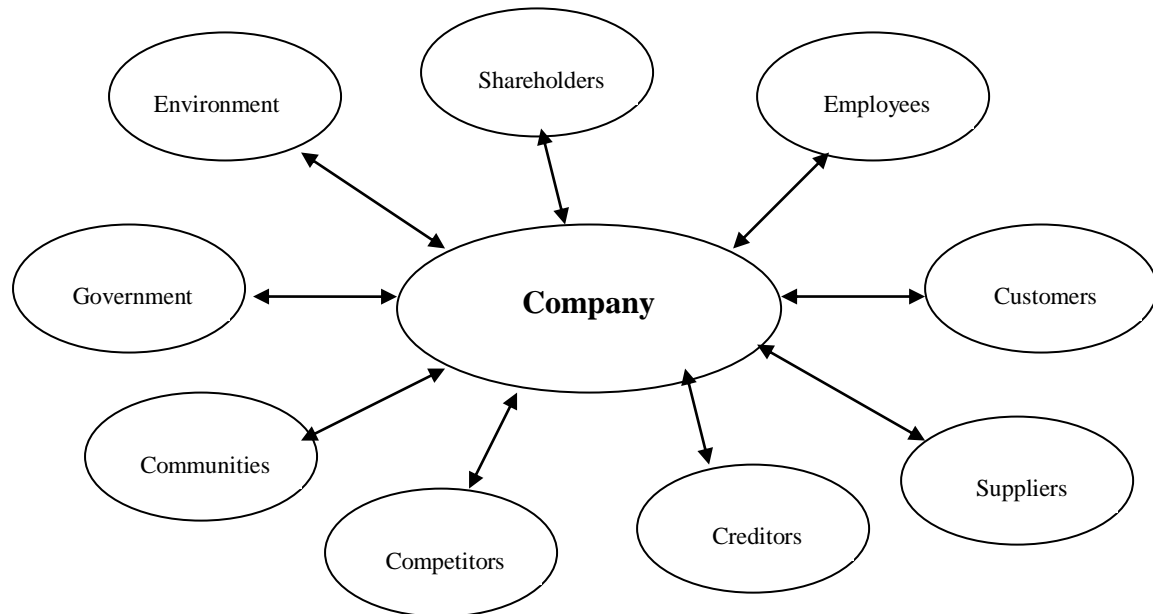 Shareholders
Environment
Employees
Government
Company
Customers
Communities
Suppliers
Creditors
Competitors